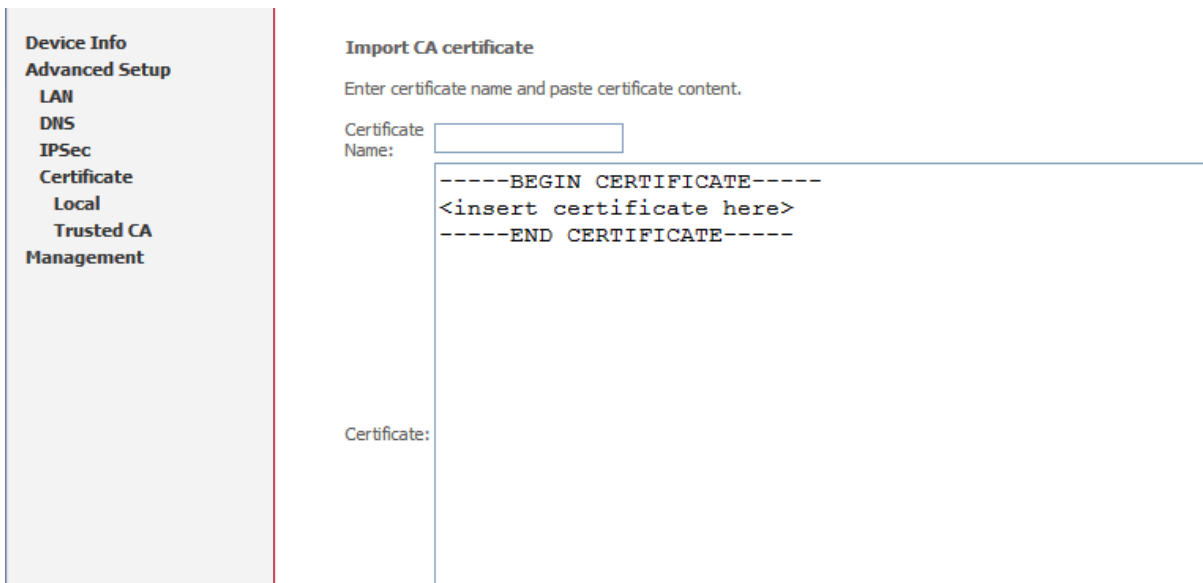 Device Info
Advanced Setup
LAN
DNS
IPSec
Certificate
Local
Trusted CA
Management
Import CA certificate
Enter certificate name and paste certificate content.
Certificate
Name:
-----BEGIN CERTIFICATE-----
<insert certificate here>
-----END CERTIFICATE-----
Certificate: